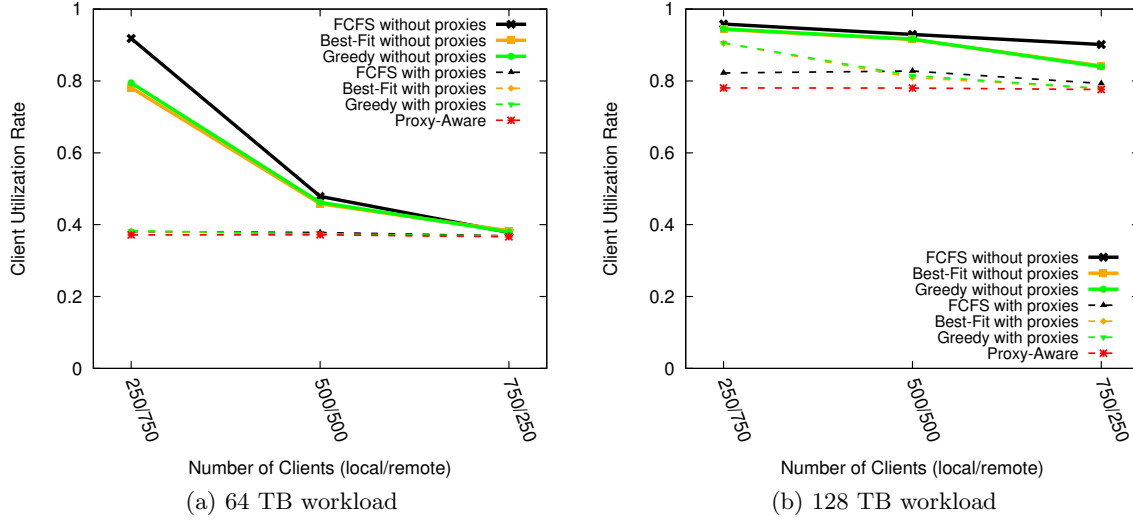 1
0.8
0.6
0.4
0.2
0
Client Utilization Rate
FCFS without proxies
Best-Fit without proxies
Greedy without proxies
FCFS with proxies
Best-Fit with proxies
Greedy with proxies
Proxy-Aware
250/750
500/500
750/250
Number of Clients (local/remote)
(a) 64 TB workload
1
0.8
0.6
0.4
0.2
0
Client Utilization Rate
FCFS without proxies
Best-Fit without proxies
Greedy without proxies
FCFS with proxies
Best-Fit with proxies
Greedy with proxies
Proxy-Aware
250/750
500/500
750/250
Number of Clients (local/remote)
(b) 128 TB workload